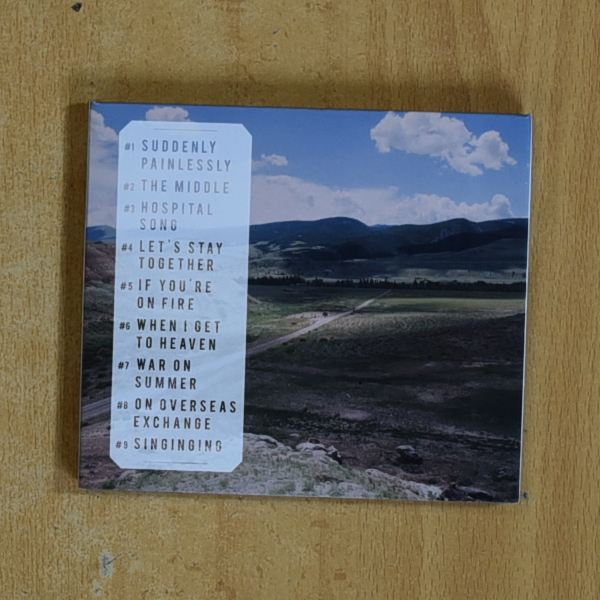 #1 SUDDENLY
PAINLESSLY
#2 THE MIDDLE
#3 HOSPITAL
SONG
#4 LET'S STAY
TOGETHER
#5 IF YOU'RE
ON FIRE
#6 WHEN I GET
TO HEAVEN
#7 WAR ON
SUMMER
#8 ON OVERSEAS
EXCHANGE
#9 SINGINGING